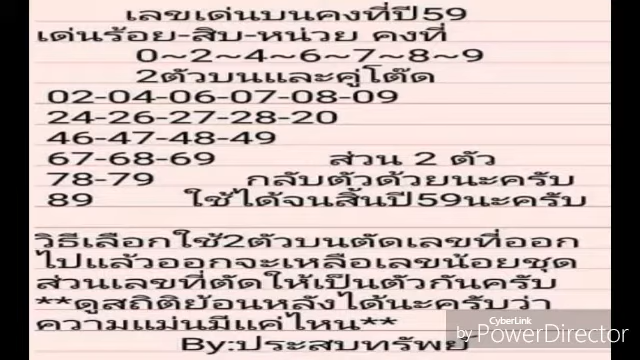 เลขเด่นบนคงที่ปี59
เด่นร้อย-สิบ-หน่วย คงที่
0~2~4~6~7~8~9
2ตัวบนและคู่โต๊ด
02-04-06-07-08-09
24-26-27-28-20
46-47-48-49
67-68-69 ส่วน 2 ตัว
78-79 กลับตัวด้วยนะครับ
89 ใช้ได้จนสิ้นปี59นะครับ
วิธีเลือกใช้2ตัวบนตัดเลขที่ออก
ไปแล้วออกจะเหลือเลขน้อยชุด
ส่วนเลขที่ตัดให้เป็นตัวกันครับ
**ดูสถิติย้อนหลังได้นะครับว่า
ความแม่นมีแค่ไหน**
By:ประสบทรัพย์
CyberLink
by PowerDirector